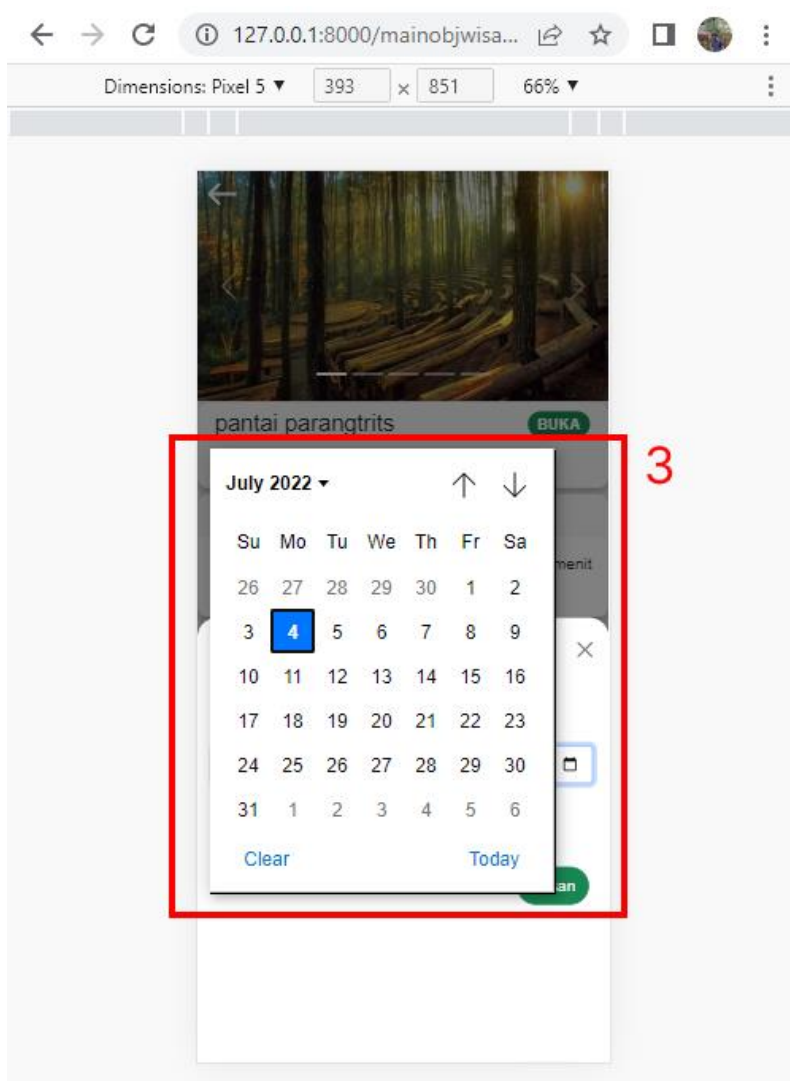 127.0.0.1:8000/mainobjwisa...
Dimensions: Pixel 5 ▼ 393 x 851 66% ▼
pantai parangtrits BUKA
3
July 2022
Su Mo Tu We Th Fr Sa
menit
26 27 28 29 30 1 2
3 4 5 6 7 8 9
10 11 12 13 14 15 16
17 18 19 20 21 22 23
24 25 26 27 28 29 30
31 1 2 3 4 5 6
Clear Today